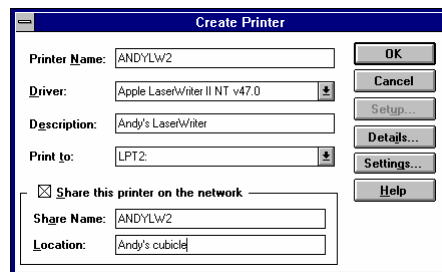 Create Printer
Printer Name: ANDYLW2
Driver: Apple LaserWriter II NT v47.0
Description: Andy's LaserWriter
Print to: LPT2:
Share this printer on the network
Share Name: ANDYLW2
Location: Andy's cubicle
OK
Cancel
Setup...
Details...
Settings...
Help